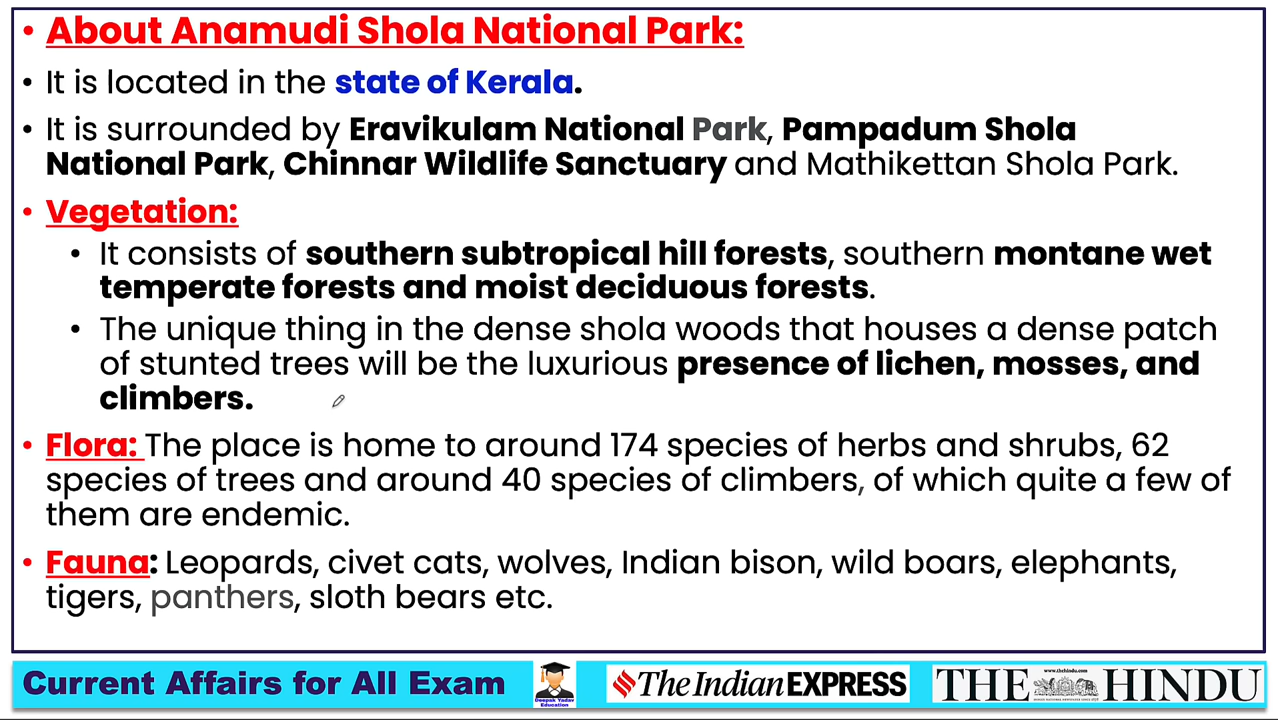 • About Anamudi Shola National Park:
• It is located in the state of Kerala.
• It is surrounded by Eravikulam National Park, Pampadum Shola
National Park, Chinnar Wildlife Sanctuary and Mathikettan Shola Park.
• Vegetation:
• It consists of southern subtropical hill forests, southern montane wet
temperate forests and moist deciduous forests.
• The unique thing in the dense shola woods that houses a dense patch
of stunted trees will be the luxurious presence of lichen, mosses, and
climbers.
• Flora: The place is home to around 174 species of herbs and shrubs, 62
species of trees and around 40 species of climbers, of which quite a few of
them are endemic.
• Fauna: Leopards, civet cats, wolves, Indian bison, wild boars, elephants,
tigers, panthers, sloth bears etc.
Current Affairs for All Exam
Deepak Yadav
Education
The Indian EXPRESS
www.thehindu.com
THE HINDU